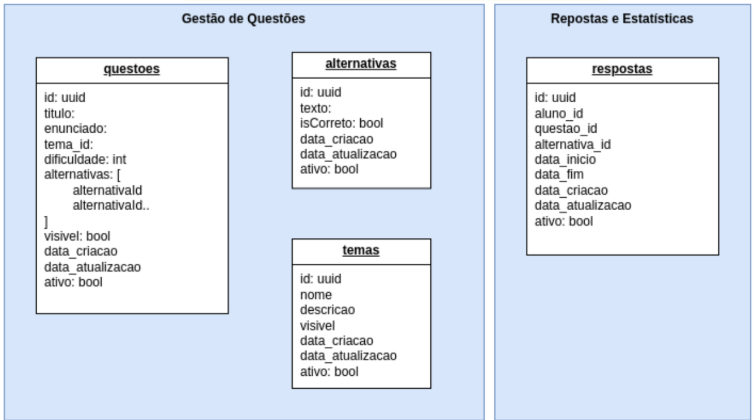 Gestão de Questões
questoes
id: uuid
titulo:
enunciado:
tema_id:
dificuldade: int
alternativas: [
alternativaId
alternativaId..
]
visivel: bool
data_criacao
data_atualizacao
ativo: bool
alternativas
id: uuid
texto:
isCorreto: bool
data_criacao
data_atualizacao
ativo: bool
temas
id: uuid
nome
descricao
visivel
data_criacao
data_atualizacao
ativo: bool
Repostas e Estatísticas
respostas
id: uuid
aluno_id
questao_id
alternativa_id
data_inicio
data_fim
data_criacao
data_atualizacao
ativo: bool